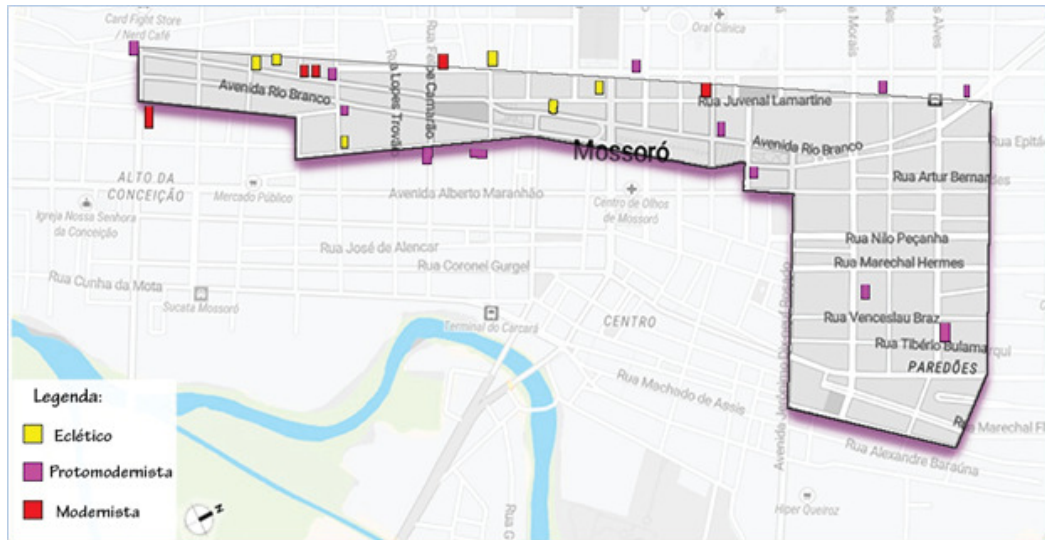 Card Fight Store
/ Nerd Café
Oral Clínica
Rua Lopes Trovão
Rua Felipe Camarão
é Morais
s Alves
Avenida Rio Branco
Rua Juvenal Lamartine
Avenida Rio Branco
Mossoró
Rua Epitá
ALTO DA
CONCEIÇÃO
Mercado Público
Avenida Alberto Maranhão
Centro de Olhos
de Mossoró
Rua Artur Bernardes
Igreja Nossa Senhora
da Conceição
Rua José de Alencar
Rua Coronel Gurgel
Rua Nilo Peçanha
Rua Marechal Hermes
Rua Cunha da Mota
Sucata Mossoró
Terminal do Carcará
CENTRO
Rua Venceslau Braz
Rua Tibério Bulamarqui
PAREDÕES
Rua Machado de Assis
Rua Marechal Fl
Rua Alexandre Baraúna
Hiper Queiroz
Rua G
Legenda:
Eclético
Protomodernista
Modernista
N